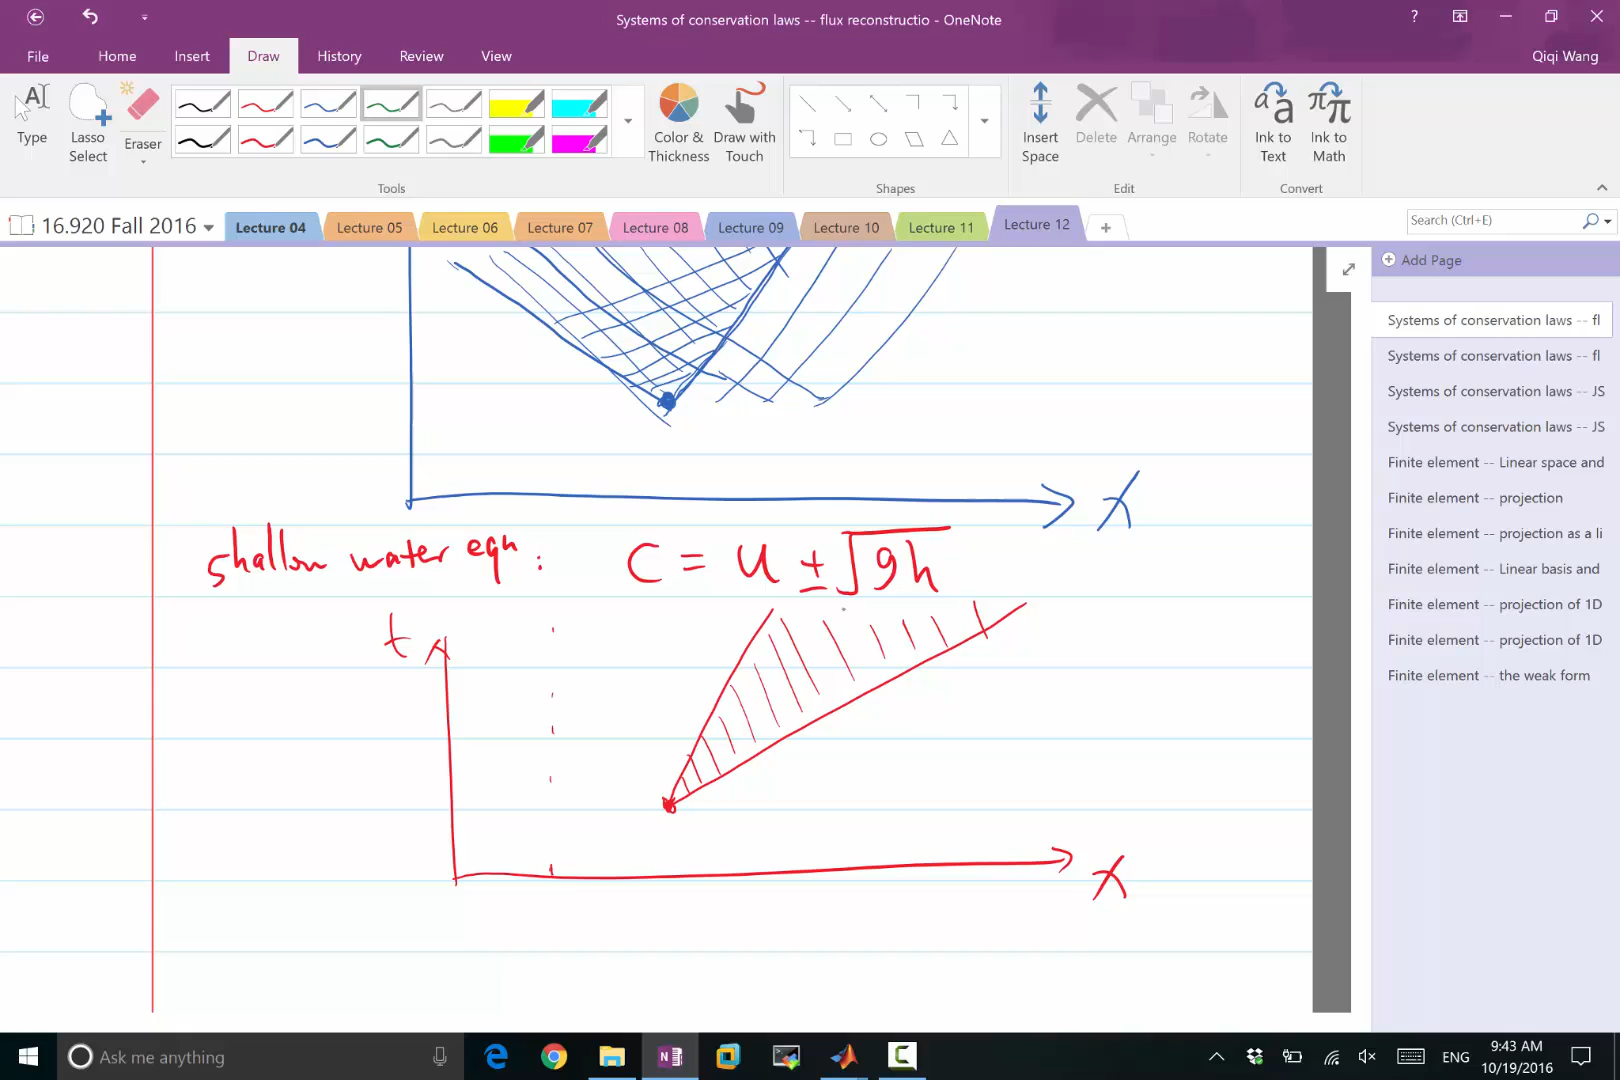 Systems of conservation laws -- flux reconstructio - OneNote
?
File
Home
Insert
Draw
History
Review
View
Qiqi Wang
Type
Lasso Select
Eraser
Color & Thickness
Draw with Touch
Insert Space
Delete
Arrange
Rotate
Ink to Text
Ink to Math
Tools
Shapes
Edit
Convert
16.920 Fall 2016
Lecture 04
Lecture 05
Lecture 06
Lecture 07
Lecture 08
Lecture 09
Lecture 10
Lecture 11
Lecture 12
Search (Ctrl+E)
Add Page
Systems of conservation laws -- fl
Systems of conservation laws -- fl
Systems of conservation laws -- JS
Systems of conservation laws -- JS
Finite element -- Linear space and
Finite element -- projection
Finite element -- projection as a li
Finite element -- Linear basis and
Finite element -- projection of 1D
Finite element -- projection of 1D
Finite element -- the weak form
x
shallow water eqn : C = u ± √gh
t
x
Ask me anything
ENG
9:43 AM
10/19/2016